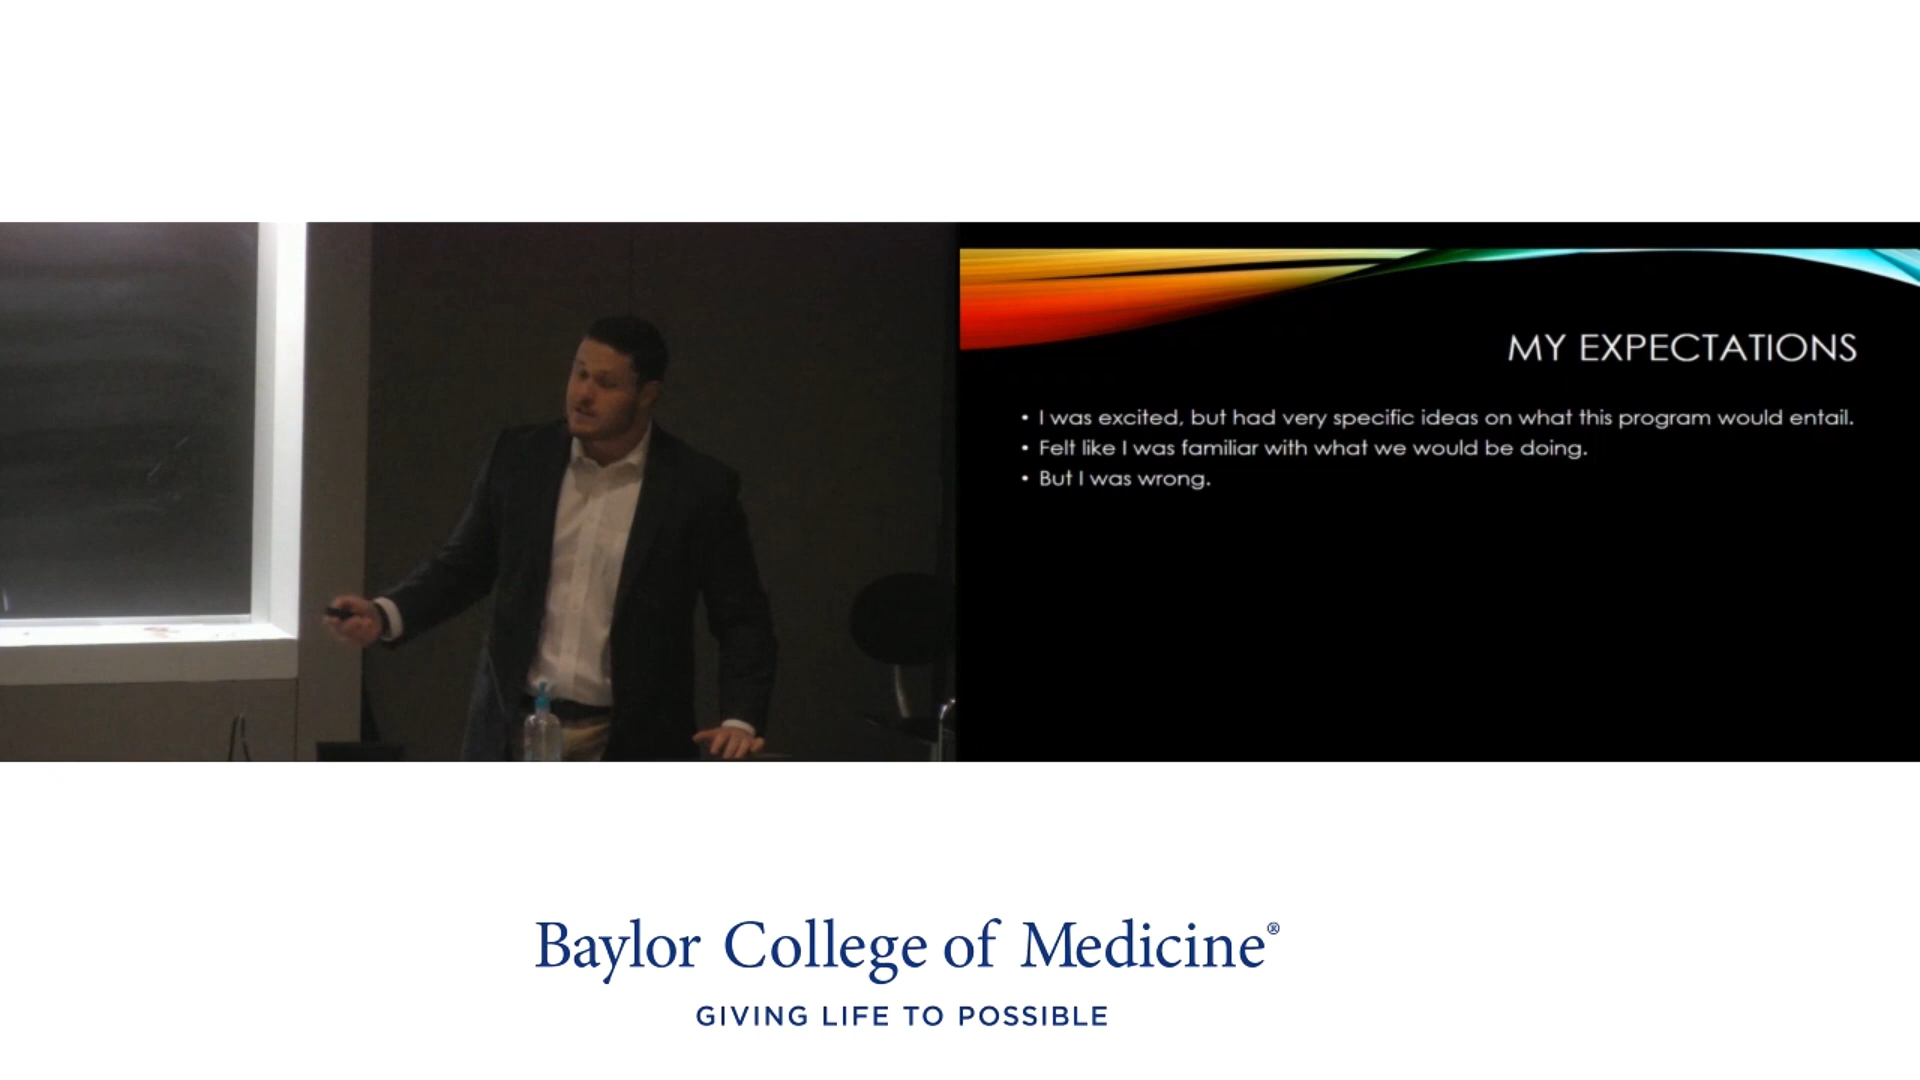 MY EXPECTATIONS
• I was excited, but had very specific ideas on what this program would entail.
• Felt like I was familiar with what we would be doing.
• But I was wrong.
Baylor College of Medicine®
GIVING LIFE TO POSSIBLE